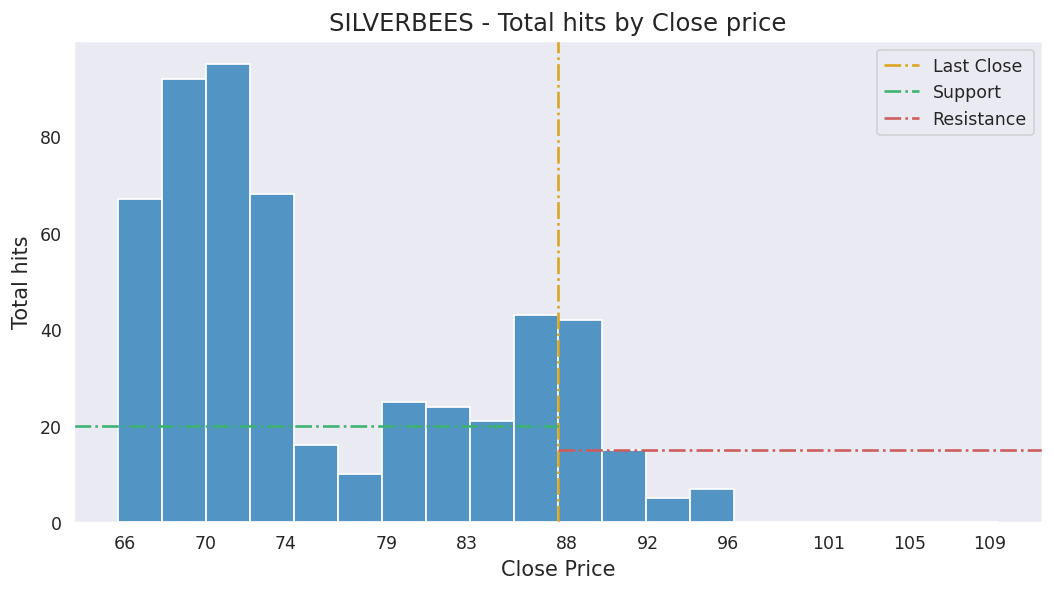 SILVERBEES - Total hits by Close price
Last Close
Support
Resistance
Total hits
80
60
40
20
0
66 70 74 79 83 88 92 96 101 105 109
Close Price